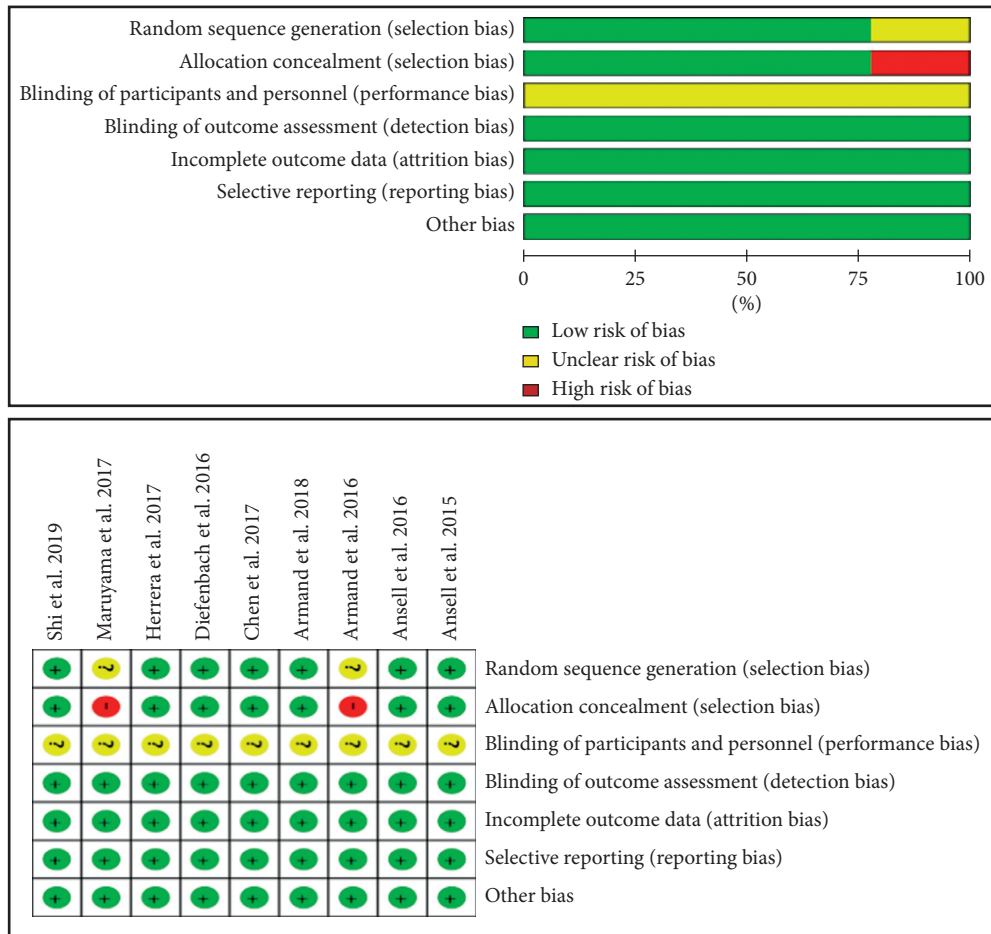 Random sequence generation (selection bias)
Allocation concealment (selection bias)
Blinding of participants and personnel (performance bias)
Blinding of outcome assessment (detection bias)
Incomplete outcome data (attrition bias)
Selective reporting (reporting bias)
Other bias
0 25 50 75 100
(%)
Low risk of bias
Unclear risk of bias
High risk of bias
Shi et al. 2019
Maruyama et al. 2017
Herrera et al. 2017
Diefenbach et al. 2016
Chen et al. 2017
Armand et al. 2018
Armand et al. 2016
Ansell et al. 2016
Ansell et al. 2015
+ ? + + + + ? + + Random sequence generation (selection bias)
+ - + + + + - + + Allocation concealment (selection bias)
? ? ? ? ? ? ? ? ? Blinding of participants and personnel (performance bias)
+ + + + + + + + + Blinding of outcome assessment (detection bias)
+ + + + + + + + + Incomplete outcome data (attrition bias)
+ + + + + + + + + Selective reporting (reporting bias)
+ + + + + + + + + Other bias